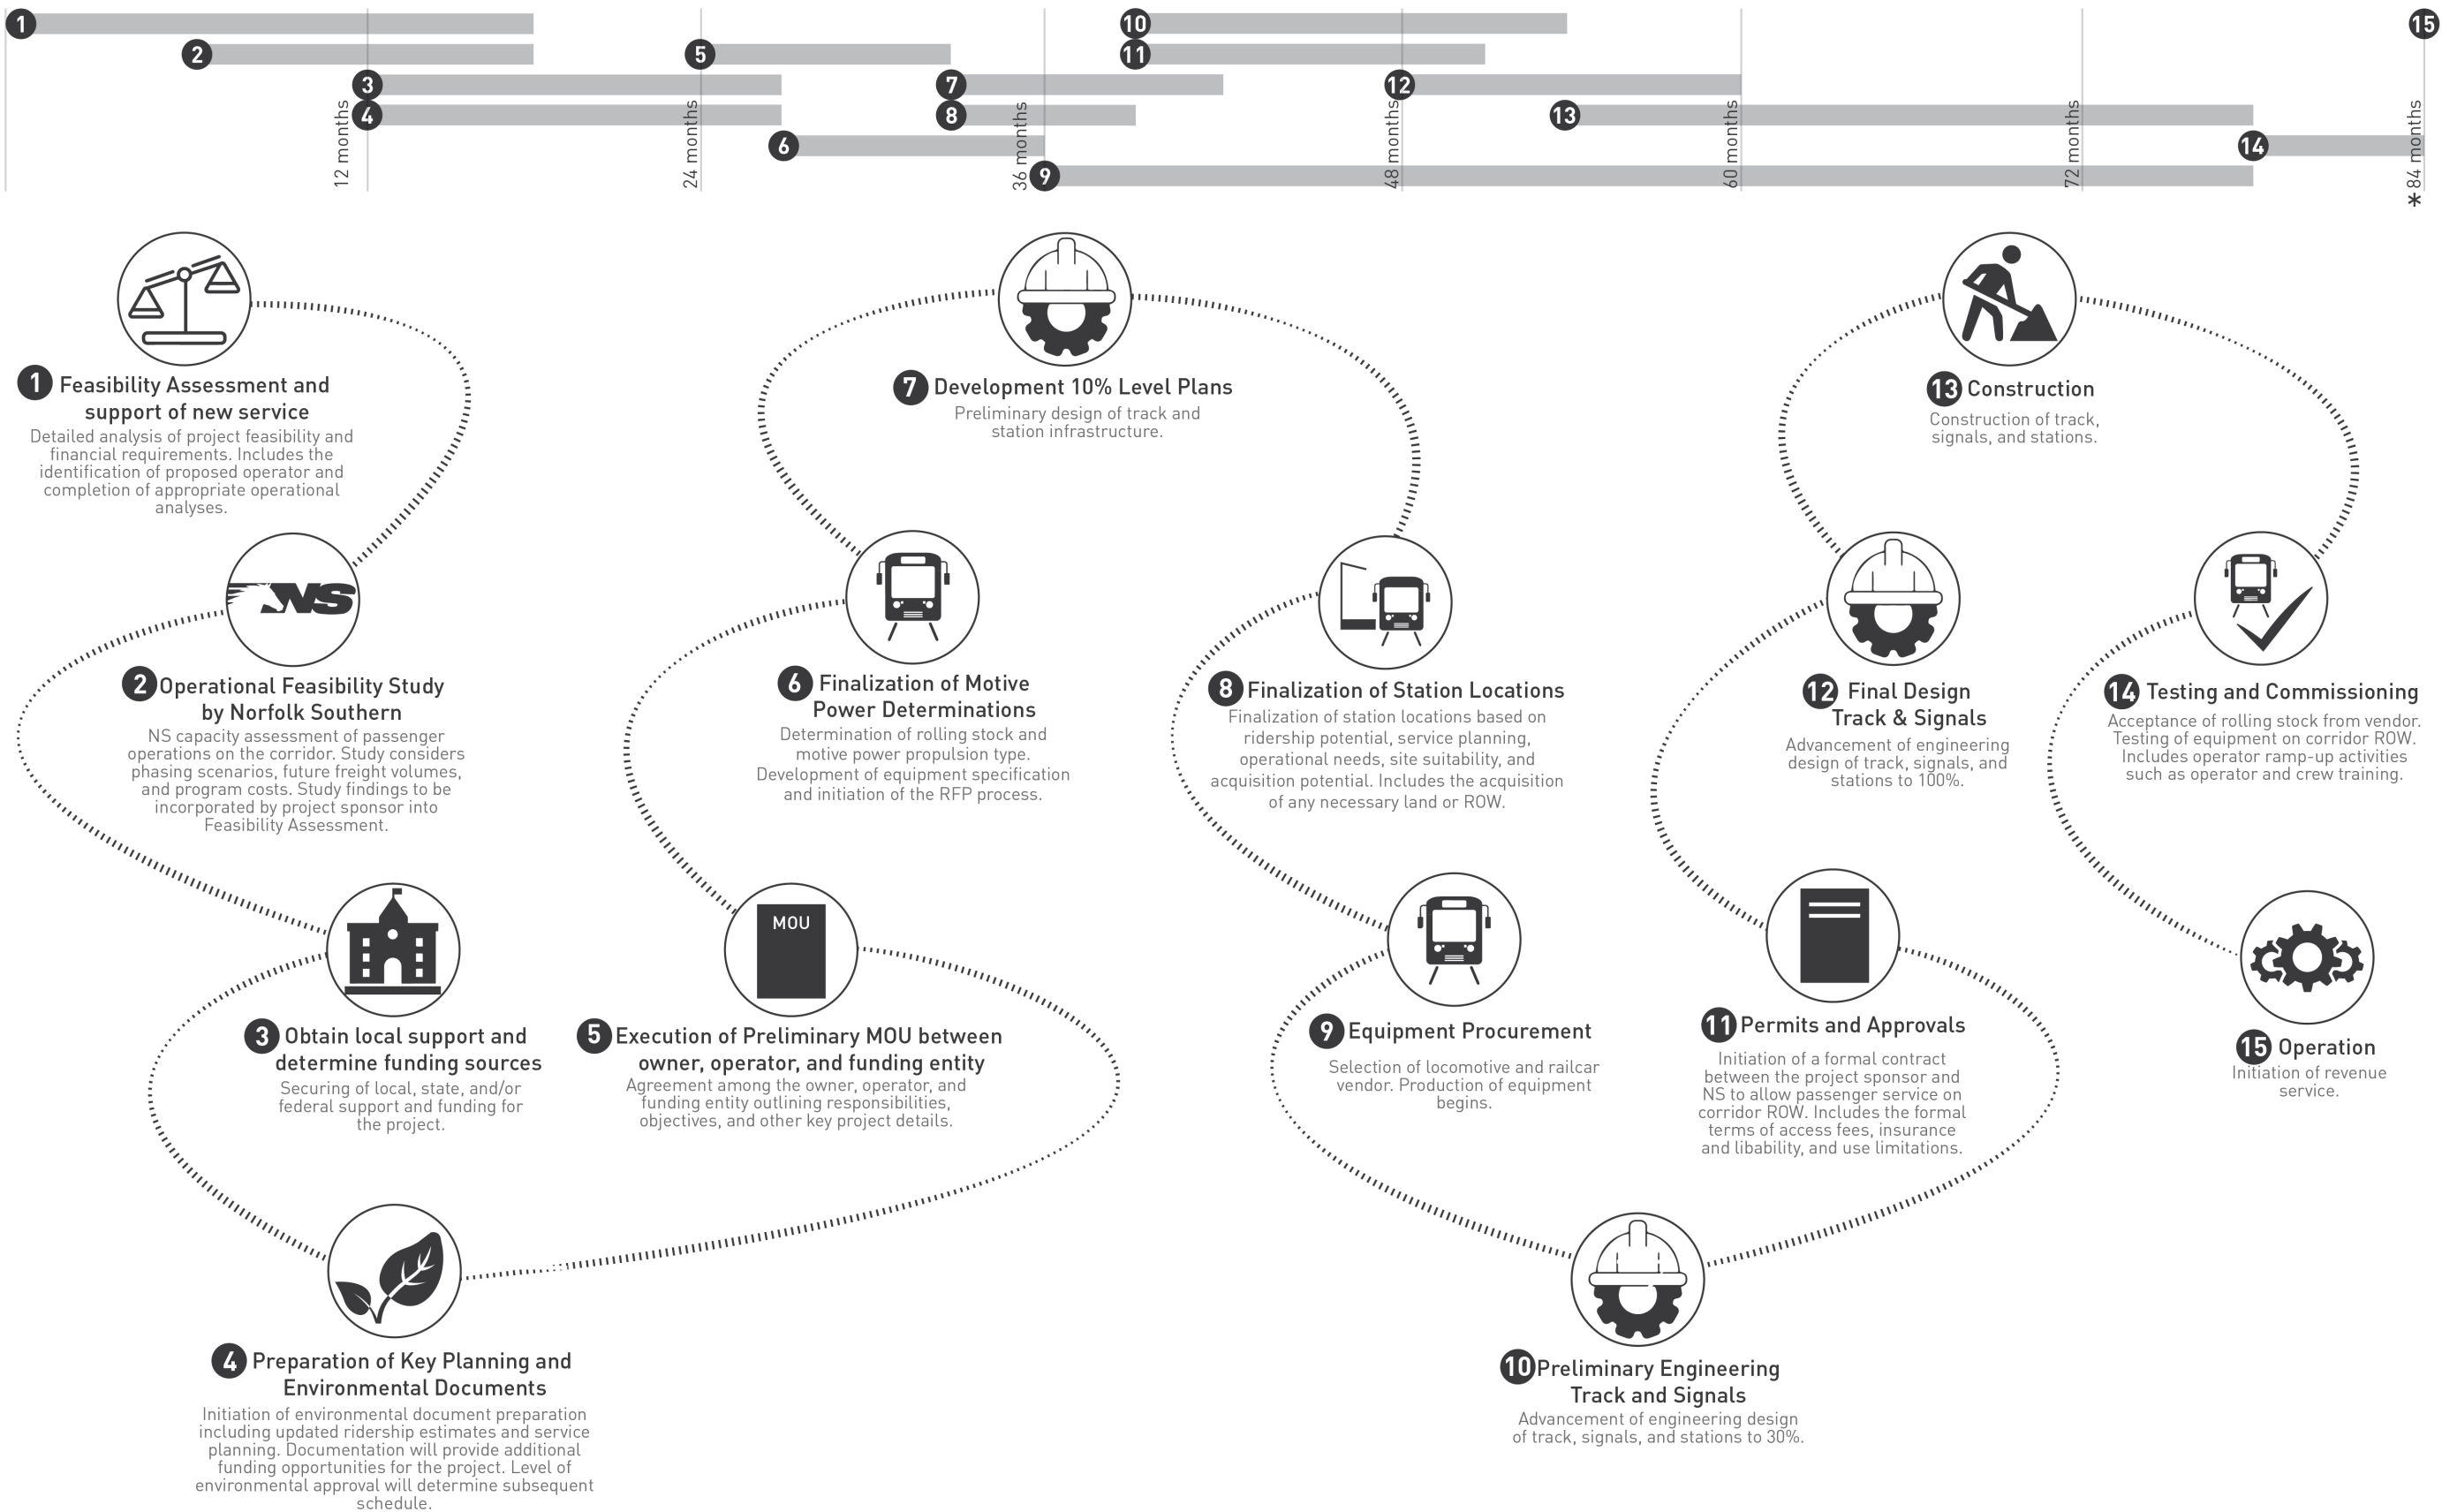 1
10
15
2
5
11
3
7
12
4
8
13
6
14
9
12 months
24 months
36 months
48 months
60 months
72 months
*84 months
1 Feasibility Assessment and
support of new service
Detailed analysis of project feasibility and
financial requirements. Includes the
identification of proposed operator and
completion of appropriate operational
analyses.
NS
2 Operational Feasibility Study
by Norfolk Southern
NS capacity assessment of passenger
operations on the corridor. Study considers
phasing scenarios, future freight volumes,
and program costs. Study findings to be
incorporated by project sponsor into
Feasibility Assessment.
3 Obtain local support and
determine funding sources
Securing of local, state, and/or
federal support and funding for
the project.
4 Preparation of Key Planning and
Environmental Documents
Initiation of environmental document preparation
including updated ridership estimates and service
planning. Documentation will provide additional
funding opportunities for the project. Level of
environmental approval will determine subsequent
schedule.
MOU
5 Execution of Preliminary MOU between
owner, operator, and funding entity
Agreement among the owner, operator, and
funding entity outlining responsibilities,
objectives, and other key project details.
6 Finalization of Motive
Power Determinations
Determination of rolling stock and
motive power propulsion type.
Development of equipment specification
and initiation of the RFP process.
7 Development 10% Level Plans
Preliminary design of track and
station infrastructure.
8 Finalization of Station Locations
Finalization of station locations based on
ridership potential, service planning,
operational needs, site suitability, and
acquisition potential. Includes the acquisition
of any necessary land or ROW.
9 Equipment Procurement
Selection of locomotive and railcar
vendor. Production of equipment
begins.
10 Preliminary Engineering
Track and Signals
Advancement of engineering design
of track, signals, and stations to 30%.
11 Permits and Approvals
Initiation of a formal contract
between the project sponsor and
NS to allow passenger service on
corridor ROW. Includes the formal
terms of access fees, insurance
and libability, and use limitations.
12 Final Design
Track & Signals
Advancement of engineering
design of track, signals, and
stations to 100%.
13 Construction
Construction of track,
signals, and stations.
14 Testing and Commissioning
Acceptance of rolling stock from vendor.
Testing of equipment on corridor ROW.
Includes operator ramp-up activities
such as operator and crew training.
15 Operation
Initiation of revenue
service.